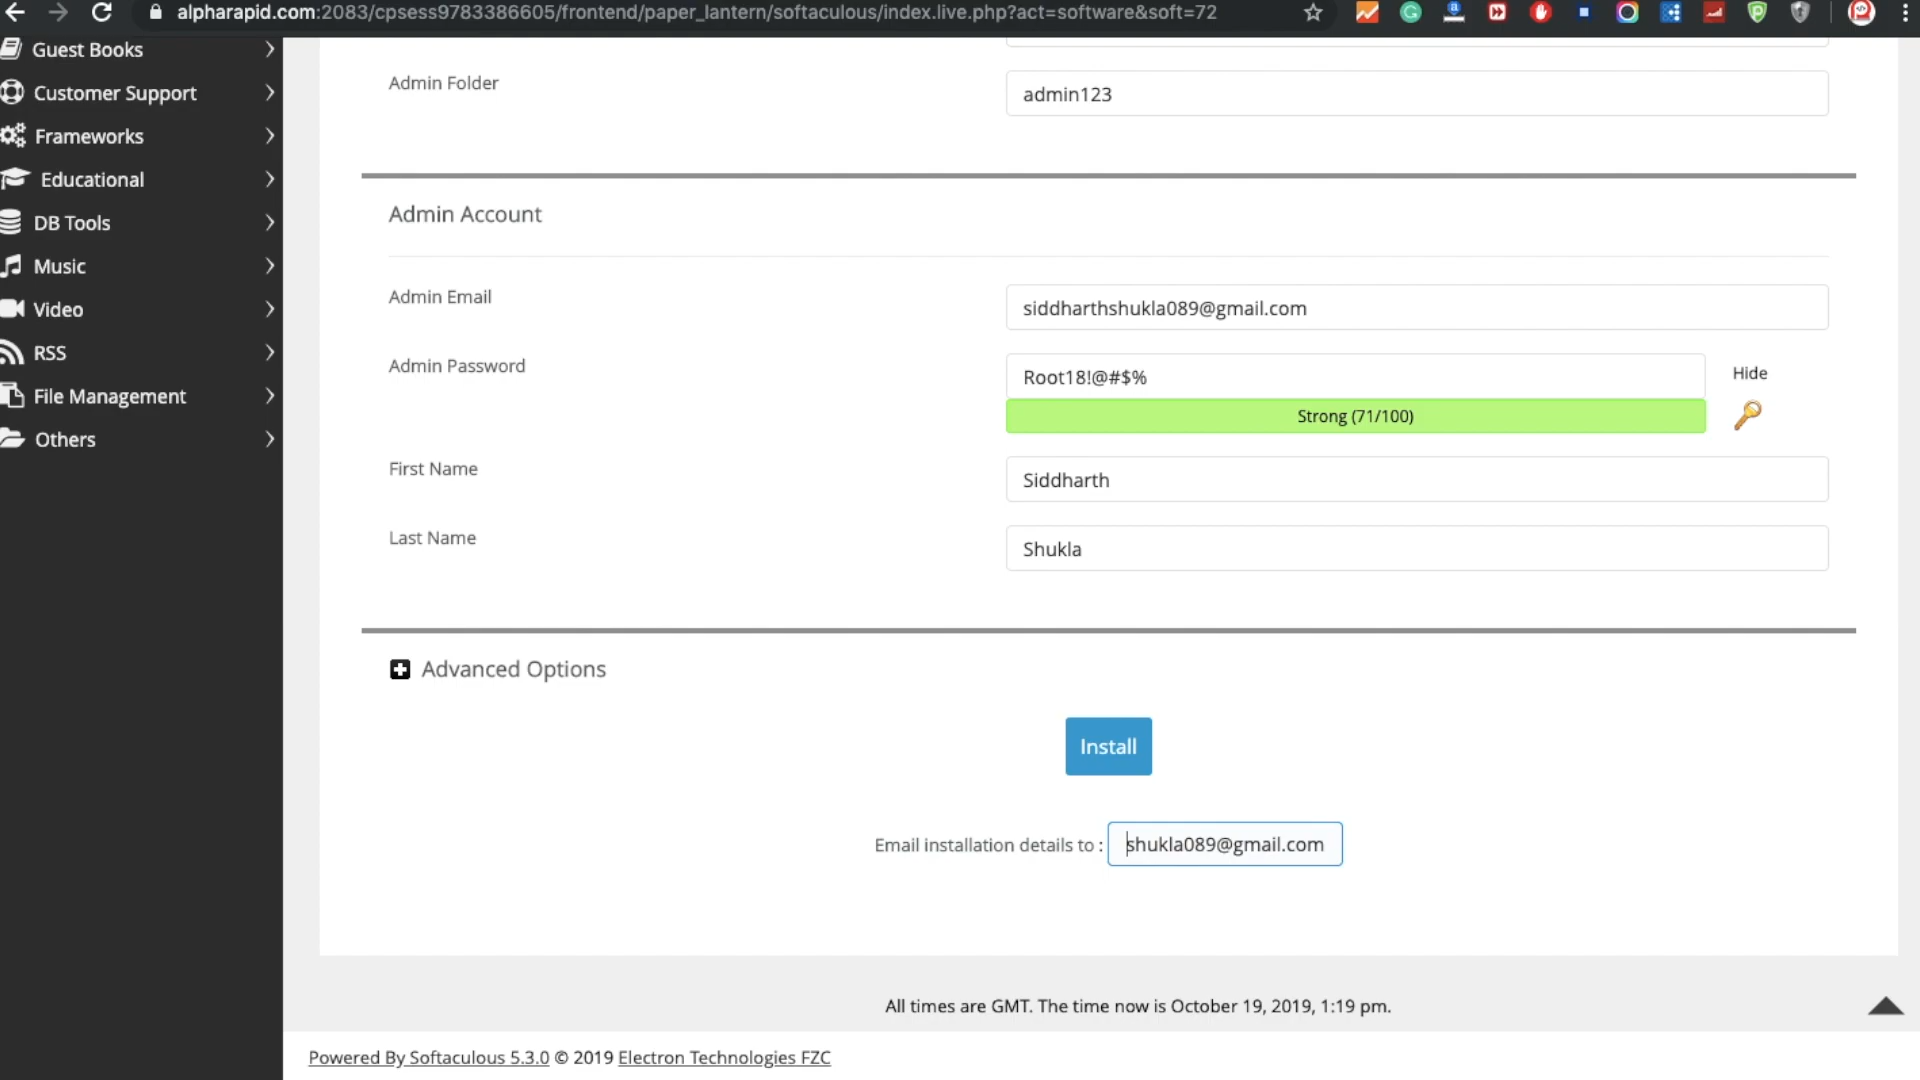 alpharapid.com:2083/cpsess9783386605/frontend/paper_lantern/softaculous/index.live.php?act=software&soft=72
Guest Books
Customer Support
Frameworks
Educational
DB Tools
Music
Video
RSS
File Management
Others
Admin Folder
admin123
Admin Account
Admin Email
siddharthshukla089@gmail.com
Admin Password
Root18!@#$%
Hide
Strong (71/100)
First Name
Siddharth
Last Name
Shukla
Advanced Options
Install
Email installation details to :
shukla089@gmail.com
All times are GMT. The time now is October 19, 2019, 1:19 pm.
Powered By Softaculous 5.3.0 © 2019 Electron Technologies FZC